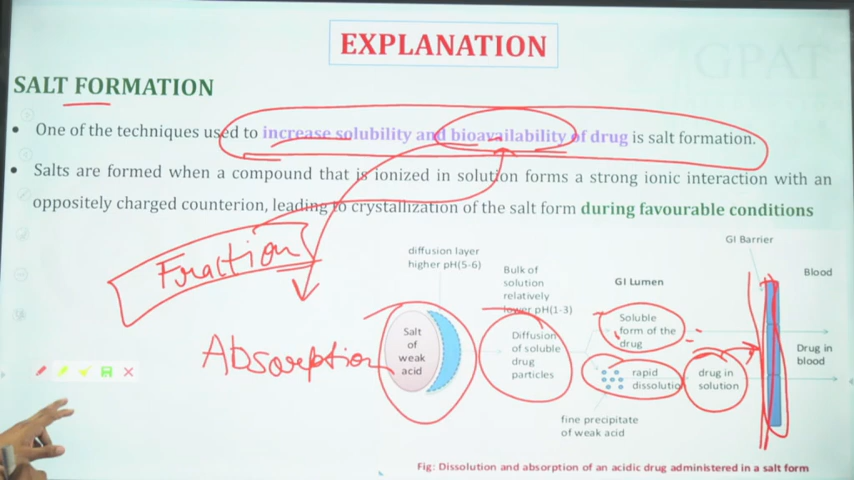 EXPLANATION
GPAT
SALT FORMATION
• One of the techniques used to increase solubility and bioavailability of drug is salt formation.
• Salts are formed when a compound that is ionized in solution forms a strong ionic interaction with an
oppositely charged counterion, leading to crystallization of the salt form during favourable conditions
Fraction
Absorption
diffusion layer
higher pH(5-6)
Salt
of
weak
acid
Bulk of
solution
relatively
lower pH(1-3)
Diffusion
of soluble
drug
particles
GI Lumen
Soluble
form of the
drug
rapid
dissolutio
fine precipitate
of weak acid
drug in
solution
GI Barrier
Blood
Drug in
blood
Fig: Dissolution and absorption of an acidic drug administered in a salt form